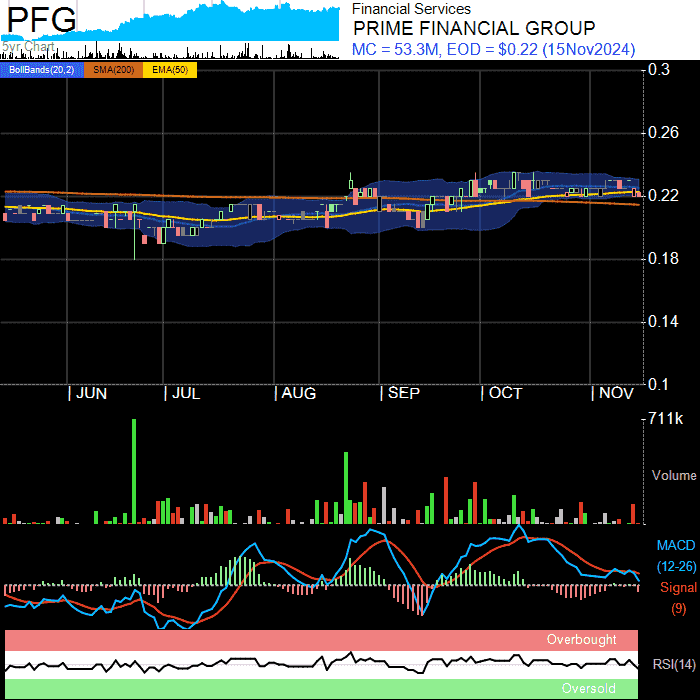 PFG
5yr.Chart
Financial Services
PRIME FINANCIAL GROUP
MC = 53.3M, EOD = $0.22 (15Nov2024)
BollBands(20,2) SMA(200) EMA(50)
0.3
0.26
0.22
0.18
0.14
0.1
JUN JUL AUG SEP OCT NOV
711k
Volume
MACD
(12-26)
Signal
(9)
Overbought
RSI(14)
Oversold